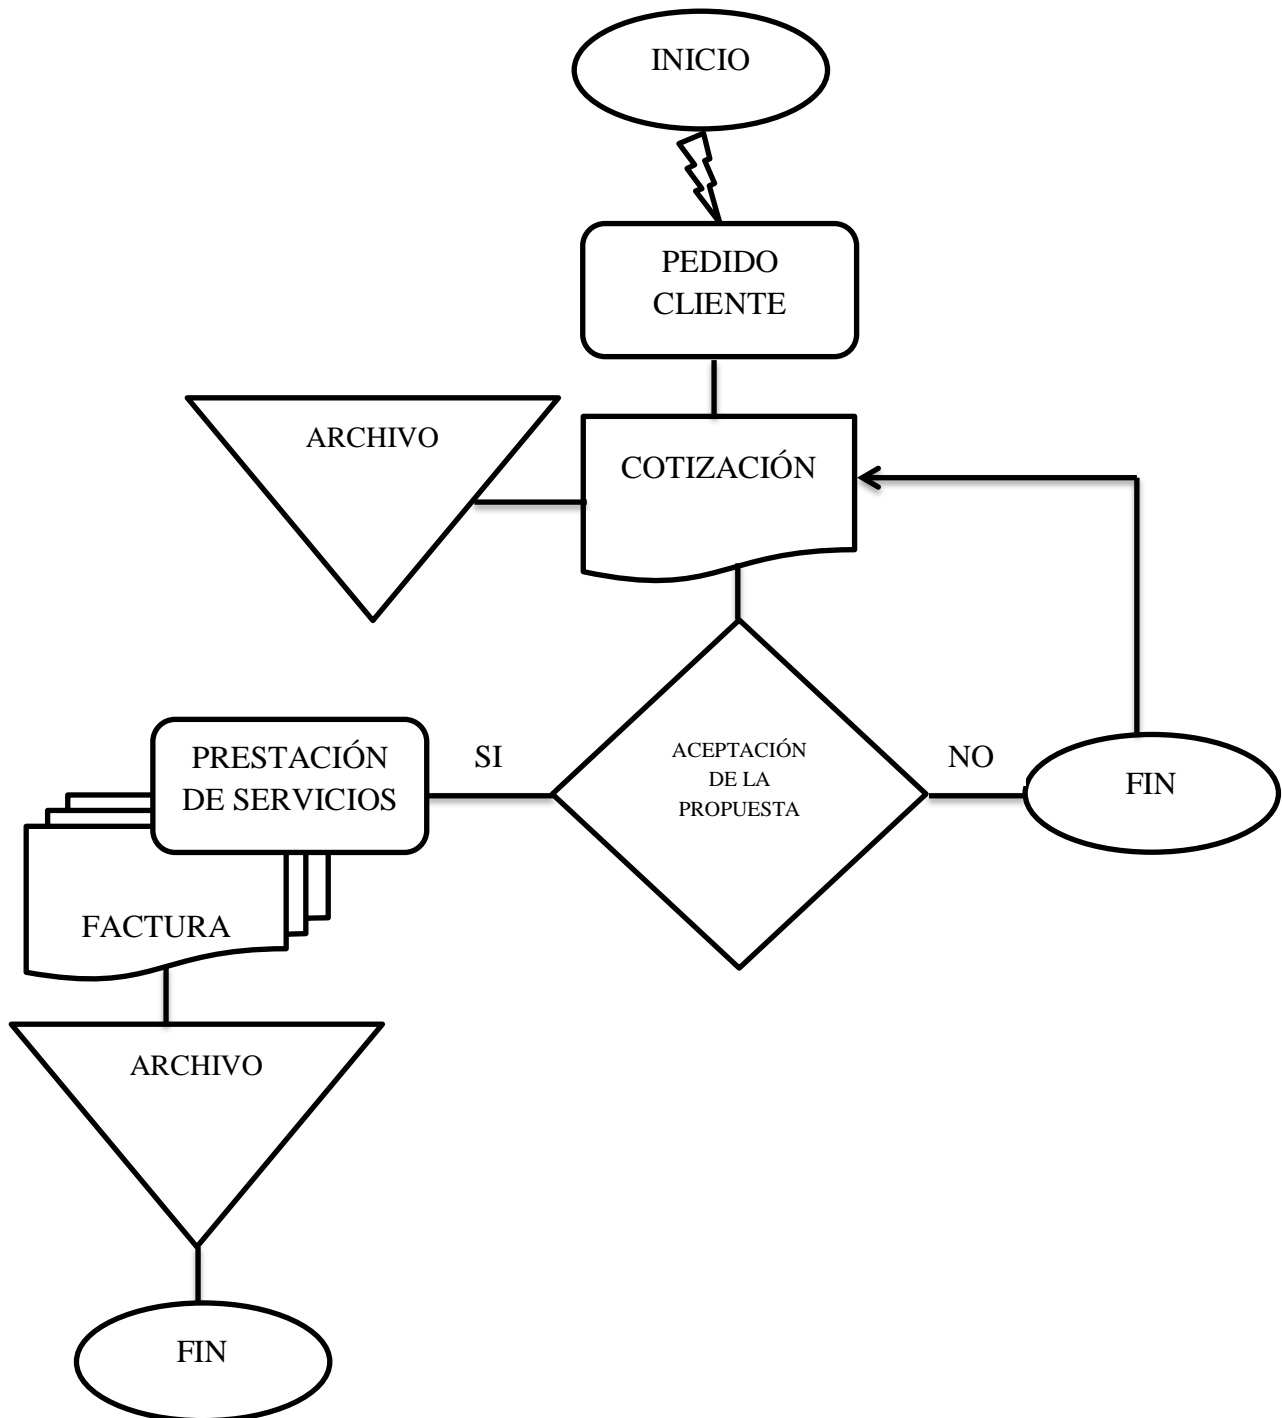 INICIO
PEDIDO
CLIENTE
ARCHIVO
COTIZACIÓN
PRESTACIÓN
DE SERVICIOS
SI
ACEPTACIÓN
DE LA
PROPUESTA
NO
FIN
FACTURA
ARCHIVO
FIN